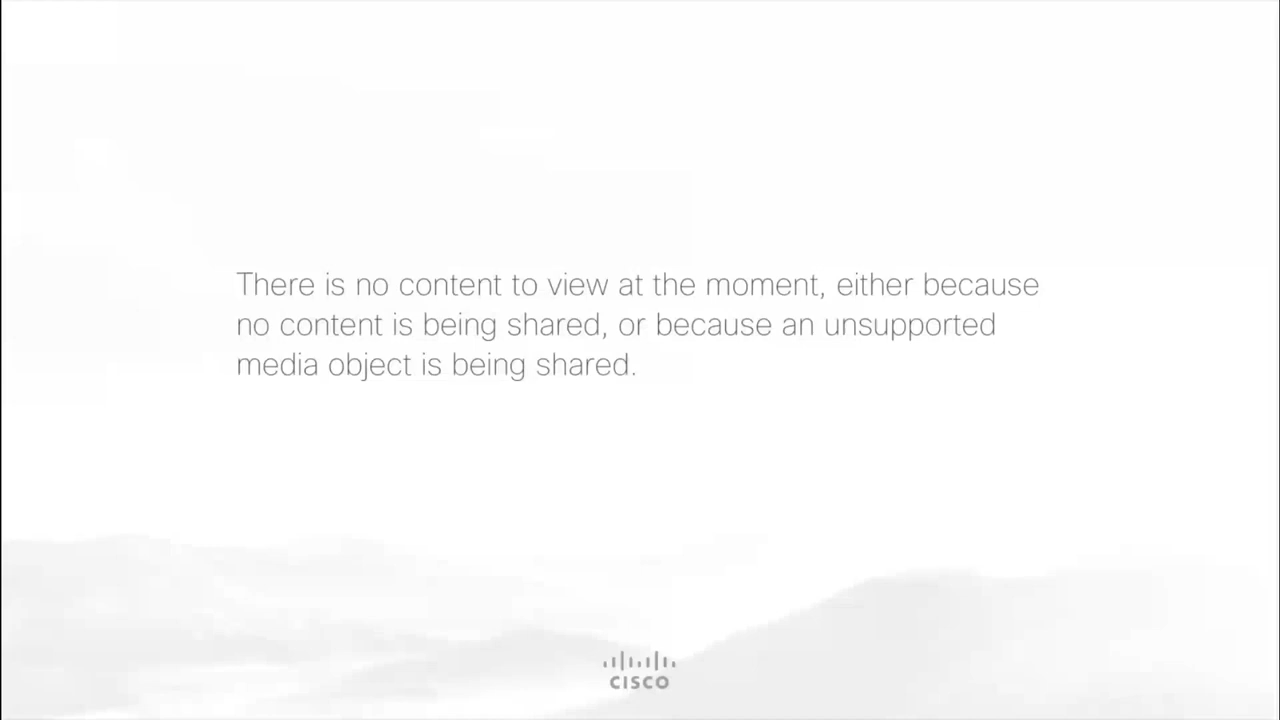 There is no content to view at the moment, either because
no content is being shared, or because an unsupported
media object is being shared.
CISCO